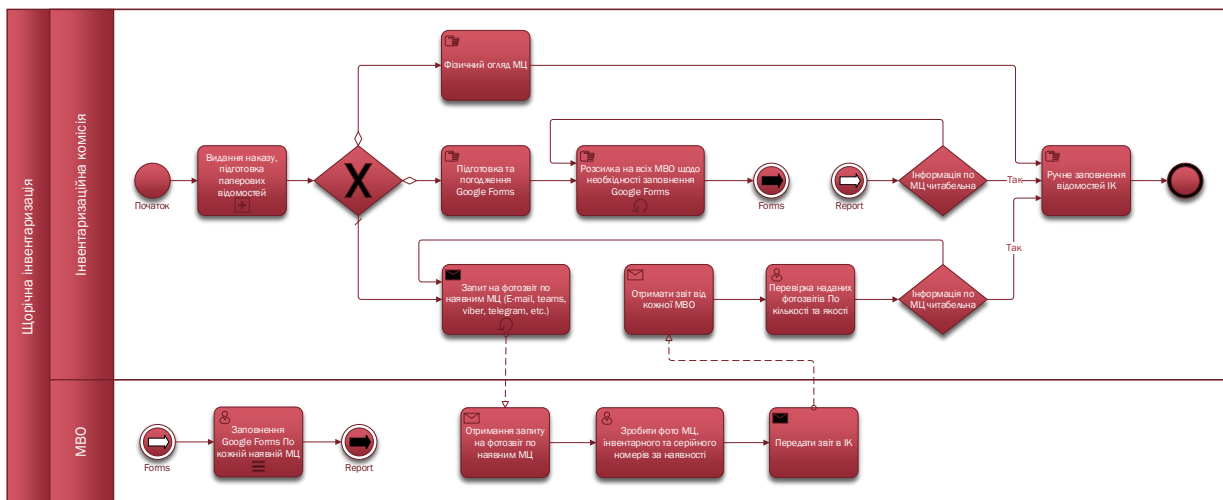 Щорічна інвентаризація
Інвентаризаційна комісія
Початок
Видання наказу,
підготовка
паперових
відомостей
X
Фізичний огляд МЦ
Підготовка та
погодження
Google Forms
Розсилка на всіх МВО щодо
необхідності заповнення
Google Forms
Forms
Report
Інформація по
МЦ читабельна
Так
Ручне заповнення
відомостей ІК
Запит на фотозвіт по
наявним МЦ (E-mail, teams,
viber, telegram, etc.)
Отримати звіт від
кожної МВО
Перевірка наданих
фотозвітів По
кількості та якості
Інформація по
МЦ читабельна
Так
МВО
Forms
Заповнення
Google Forms По
кожній наявній МЦ
Report
Отримання запиту
на фотозвіт по
наявним МЦ
Зробити фото МЦ,
інвентарного та серійного
номерів за наявності
Передати звіт в ІК